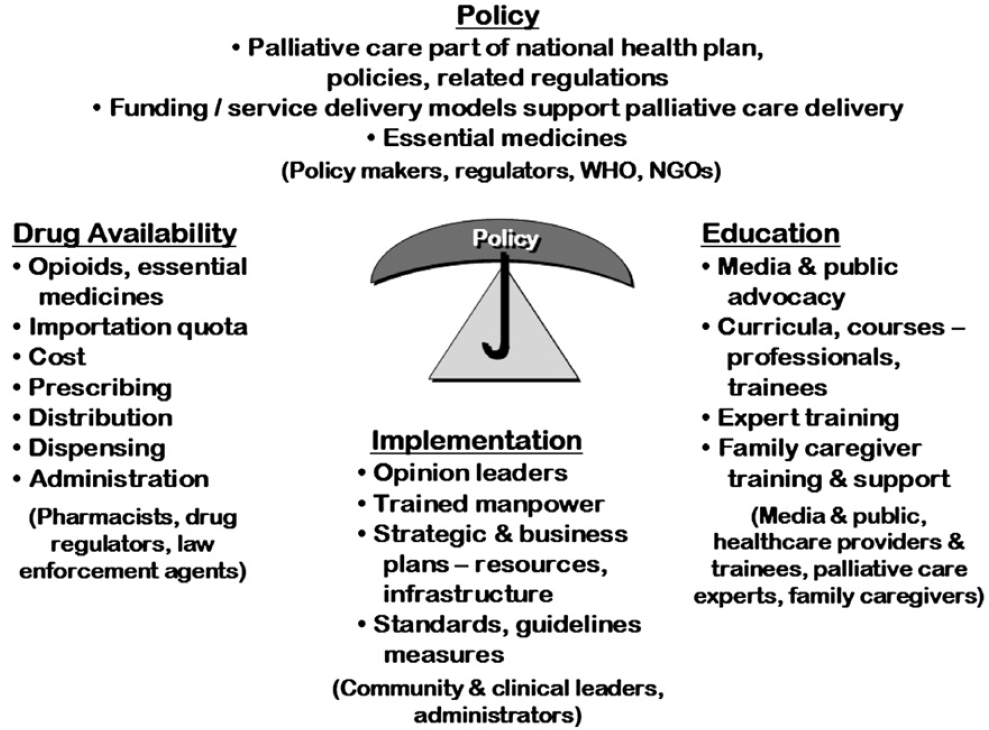 Policy
• Palliative care part of national health plan,
policies, related regulations
• Funding / service delivery models support palliative care delivery
• Essential medicines
(Policy makers, regulators, WHO, NGOs)
Drug Availability
• Opioids, essential
medicines
• Importation quota
• Cost
• Prescribing
• Distribution
• Dispensing
• Administration
(Pharmacists, drug
regulators, law
enforcement agents)
Policy
Implementation
• Opinion leaders
• Trained manpower
• Strategic & business
plans – resources,
infrastructure
• Standards, guidelines
measures
(Community & clinical leaders,
administrators)
Education
• Media & public
advocacy
• Curricula, courses –
professionals,
trainees
• Expert training
• Family caregiver
training & support
(Media & public,
healthcare providers &
trainees, palliative care
experts, family caregivers)